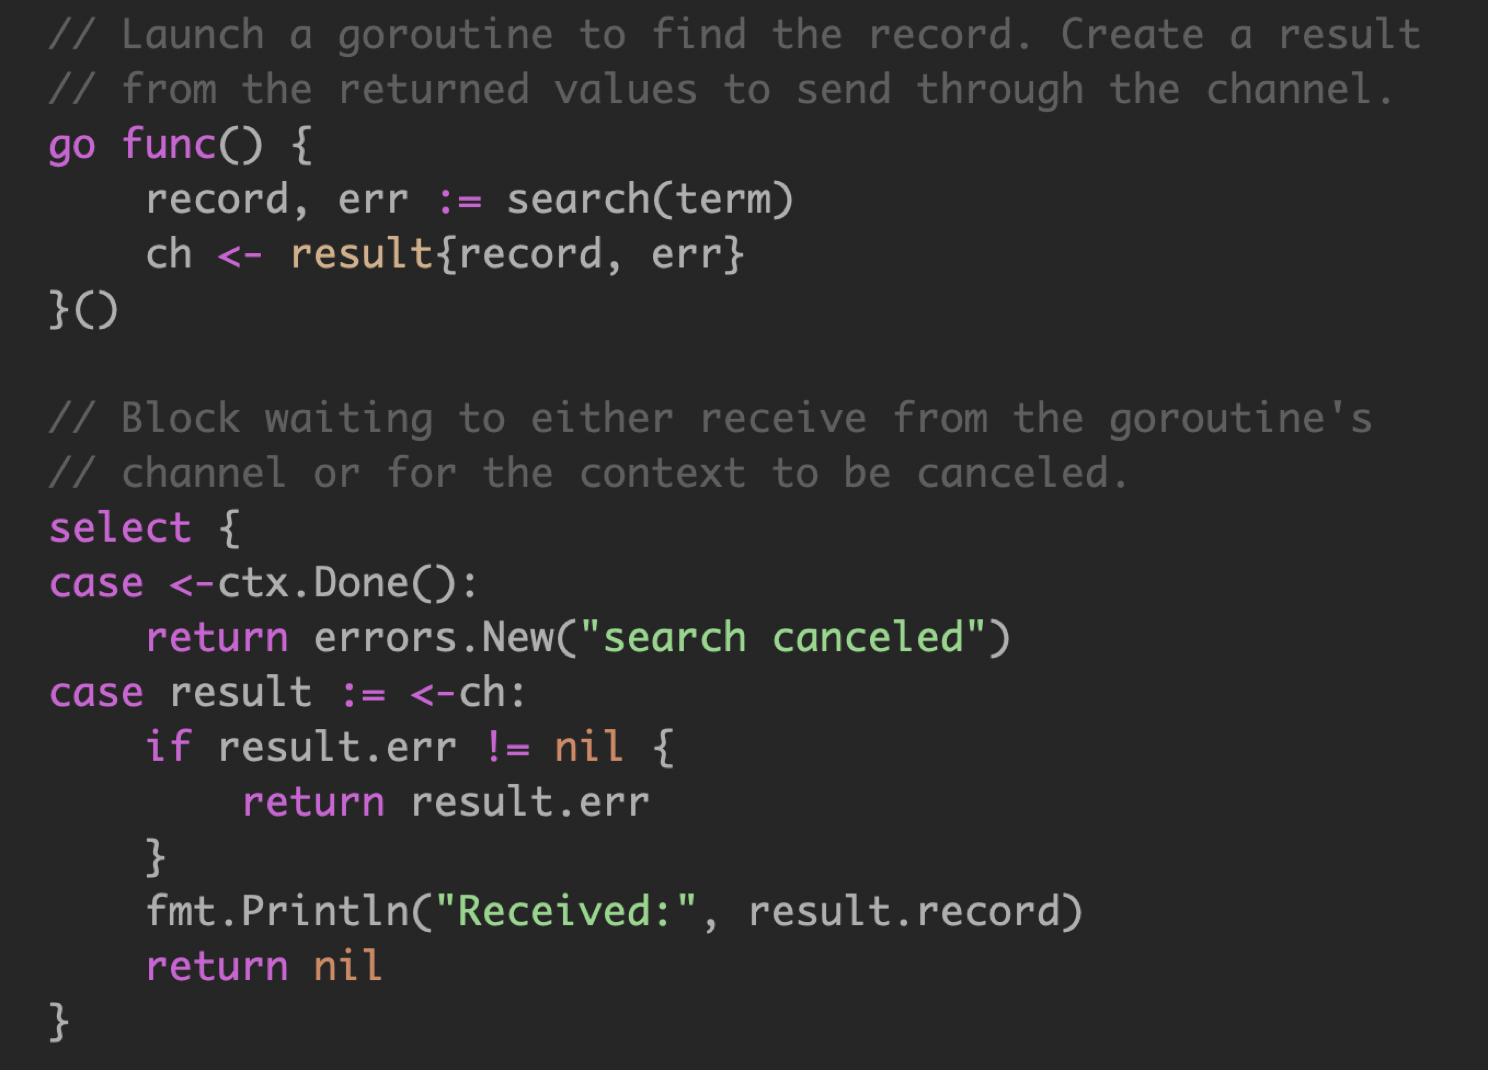 // Launch a goroutine to find the record. Create a result
// from the returned values to send through the channel.
go func() {
    record, err := search(term)
    ch <- result{record, err}
}()

// Block waiting to either receive from the goroutine's
// channel or for the context to be canceled.
select {
case <-ctx.Done():
    return errors.New("search canceled")
case result := <-ch:
    if result.err != nil {
        return result.err
    }
    fmt.Println("Received:", result.record)
    return nil
}